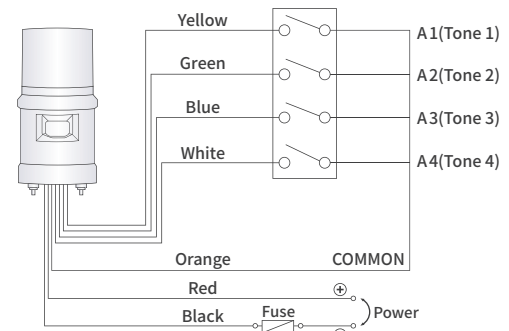 Yellow A1(Tone 1)
Green A2(Tone 2)
Blue A3(Tone 3)
White A4(Tone 4)
Orange COMMON
Red ⊕
Black Fuse Power